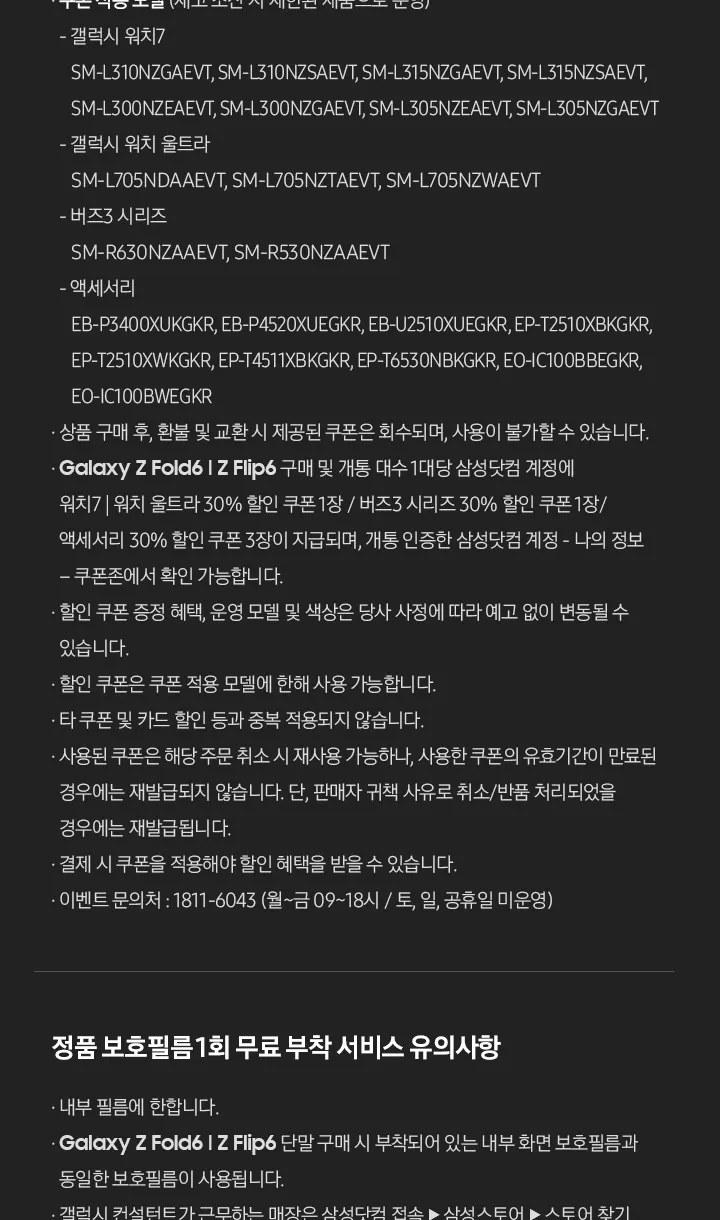 · 쿠폰 적용 모델 (재고 소진 시 제한된 제품으로 운영)
- 갤럭시 워치7
SM-L310NZGAEVT, SM-L310NZSAEVT, SM-L315NZGAEVT, SM-L315NZSAEVT,
SM-L300NZEAEVT, SM-L300NZGAEVT, SM-L305NZEAEVT, SM-L305NZGAEVT
- 갤럭시 워치 울트라
SM-L705NDAAEVT, SM-L705NZTAEVT, SM-L705NZWAEVT
- 버즈3 시리즈
SM-R630NZAAEVT, SM-R530NZAAEVT
- 액세서리
EB-P3400XUKGKR, EB-P4520XUEGKR, EB-U2510XUEGKR, EP-T2510XBKGKR,
EP-T2510XWKGKR, EP-T4511XBKGKR, EP-T6530NBKGKR, EO-IC100BBEGKR,
EO-IC100BWEGKR
· 상품 구매 후, 환불 및 교환 시 제공된 쿠폰은 회수되며, 사용이 불가할 수 있습니다.
· Galaxy Z Fold6 | Z Flip6 구매 및 개통 대수 1대당 삼성닷컴 계정에
워치7 | 워치 울트라 30% 할인 쿠폰 1장 / 버즈3 시리즈 30% 할인 쿠폰 1장/
액세서리 30% 할인 쿠폰 3장이 지급되며, 개통 인증한 삼성닷컴 계정 - 나의 정보
– 쿠폰존에서 확인 가능합니다.
· 할인 쿠폰 증정 혜택, 운영 모델 및 색상은 당사 사정에 따라 예고 없이 변동될 수
있습니다.
· 할인 쿠폰은 쿠폰 적용 모델에 한해 사용 가능합니다.
· 타 쿠폰 및 카드 할인 등과 중복 적용되지 않습니다.
· 사용된 쿠폰은 해당 주문 취소 시 재사용 가능하나, 사용한 쿠폰의 유효기간이 만료된
경우에는 재발급되지 않습니다. 단, 판매자 귀책 사유로 취소/반품 처리되었을
경우에는 재발급됩니다.
· 결제 시 쿠폰을 적용해야 할인 혜택을 받을 수 있습니다.
· 이벤트 문의처 : 1811-6043 (월~금 09~18시 / 토, 일, 공휴일 미운영)
정품 보호필름 1회 무료 부착 서비스 유의사항
· 내부 필름에 한합니다.
· Galaxy Z Fold6 | Z Flip6 단말 구매 시 부착되어 있는 내부 화면 보호필름과
동일한 보호필름이 사용됩니다.
· 갤럭시 컨설턴트가 근무하는 매장은 삼성닷컴 접속 ▶ 삼성스토어 ▶ 스토어 찾기